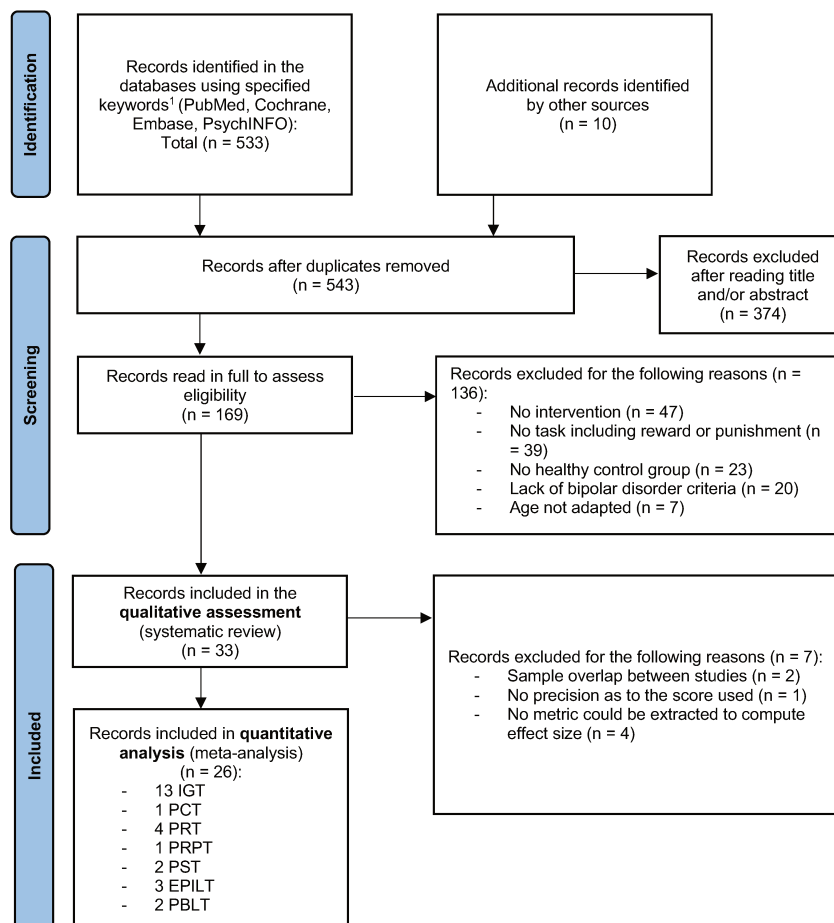 Identification
Records identified in the
databases using specified
keywords¹ (PubMed, Cochrane,
Embase, PsychINFO):
Total (n = 533)
Additional records identified
by other sources
(n = 10)
Screening
Records after duplicates removed
(n = 543)
Records excluded
after reading title
and/or abstract
(n = 374)
Records read in full to assess
eligibility
(n = 169)
Records excluded for the following reasons (n =
136):
- No intervention (n = 47)
- No task including reward or punishment (n
= 39)
- No healthy control group (n = 23)
- Lack of bipolar disorder criteria (n = 20)
- Age not adapted (n = 7)
Included
Records included in the
qualitative assessment
(systematic review)
(n = 33)
Records excluded for the following reasons (n = 7):
- Sample overlap between studies (n = 2)
- No precision as to the score used (n = 1)
- No metric could be extracted to compute
effect size (n = 4)
Records included in quantitative
analysis (meta-analysis)
(n = 26):
- 13 IGT
- 1 PCT
- 4 PRT
- 1 PRPT
- 2 PST
- 3 EPILT
- 2 PBLT